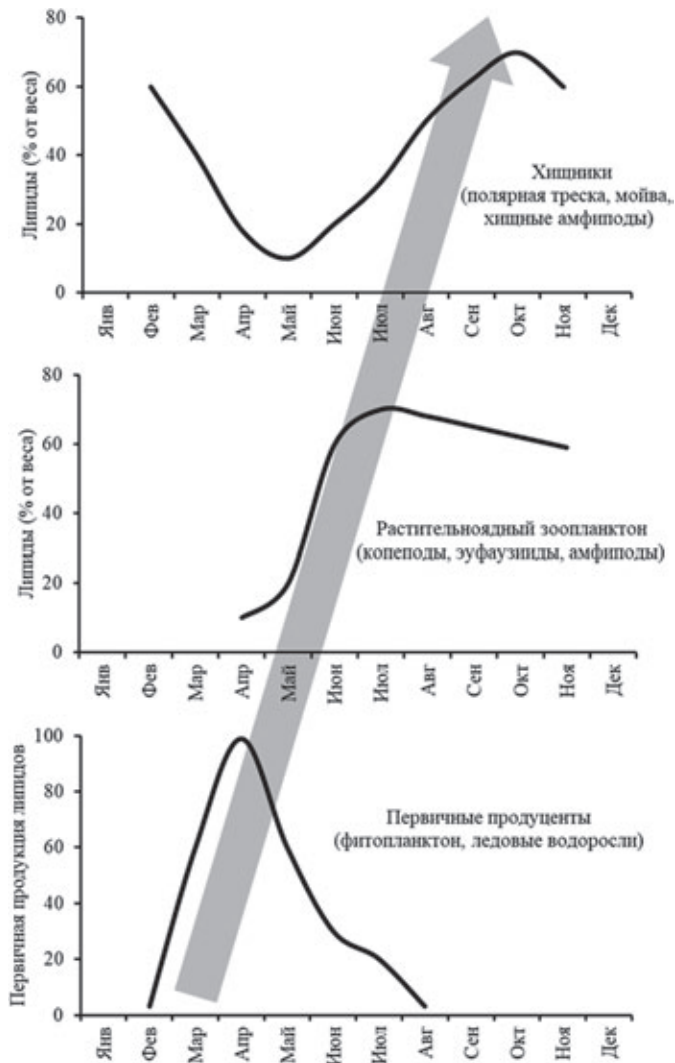 80
60
40
20
0
Липиды (% от веса)
Хищники
(полярная треска, мойва,
хищные амфиподы)
Янв
Фев
Мар
Апр
Май
Июн
Июл
Авг
Сен
Окт
Ноя
Дек
80
60
40
20
0
Липиды (% от веса)
Растительноядный зоопланктон
(копеподы, эуфаузииды, амфиподы)
Янв
Фев
Мар
Апр
Май
Июн
Июл
Авг
Сен
Окт
Ноя
Дек
100
80
60
40
20
0
Первичная продукция липидов
Первичные продуценты
(фитопланктон, ледовые водоросли)
Янв
Фев
Мар
Апр
Май
Июн
Июл
Авг
Сен
Окт
Ноя
Дек